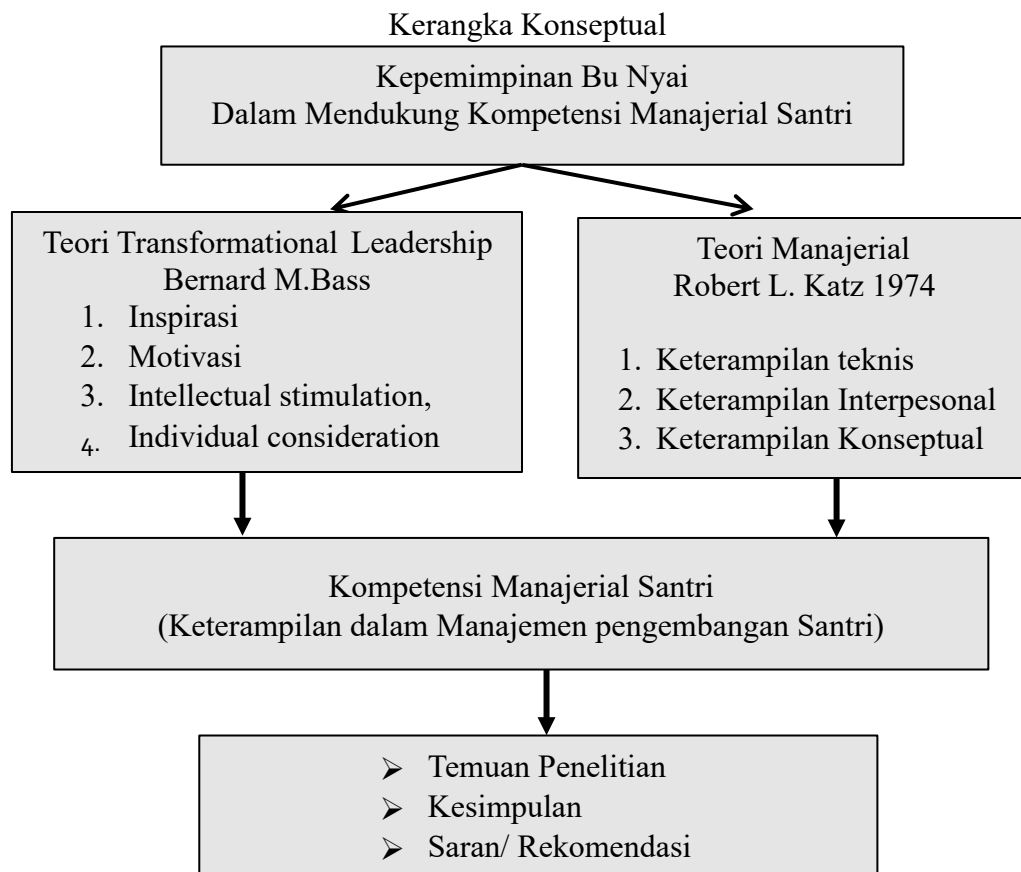 Kerangka Konseptual
Kepemimpinan Bu Nyai
Dalam Mendukung Kompetensi Manajerial Santri
Teori Transformational Leadership
Bernard M.Bass
1. Inspirasi
2. Motivasi
3. Intellectual stimulation,
4. Individual consideration
Teori Manajerial
Robert L. Katz 1974
1. Keterampilan teknis
2. Keterampilan Interpesonal
3. Keterampilan Konseptual
Kompetensi Manajerial Santri
(Keterampilan dalam Manajemen pengembangan Santri)
➢ Temuan Penelitian
➢ Kesimpulan
➢ Saran/ Rekomendasi